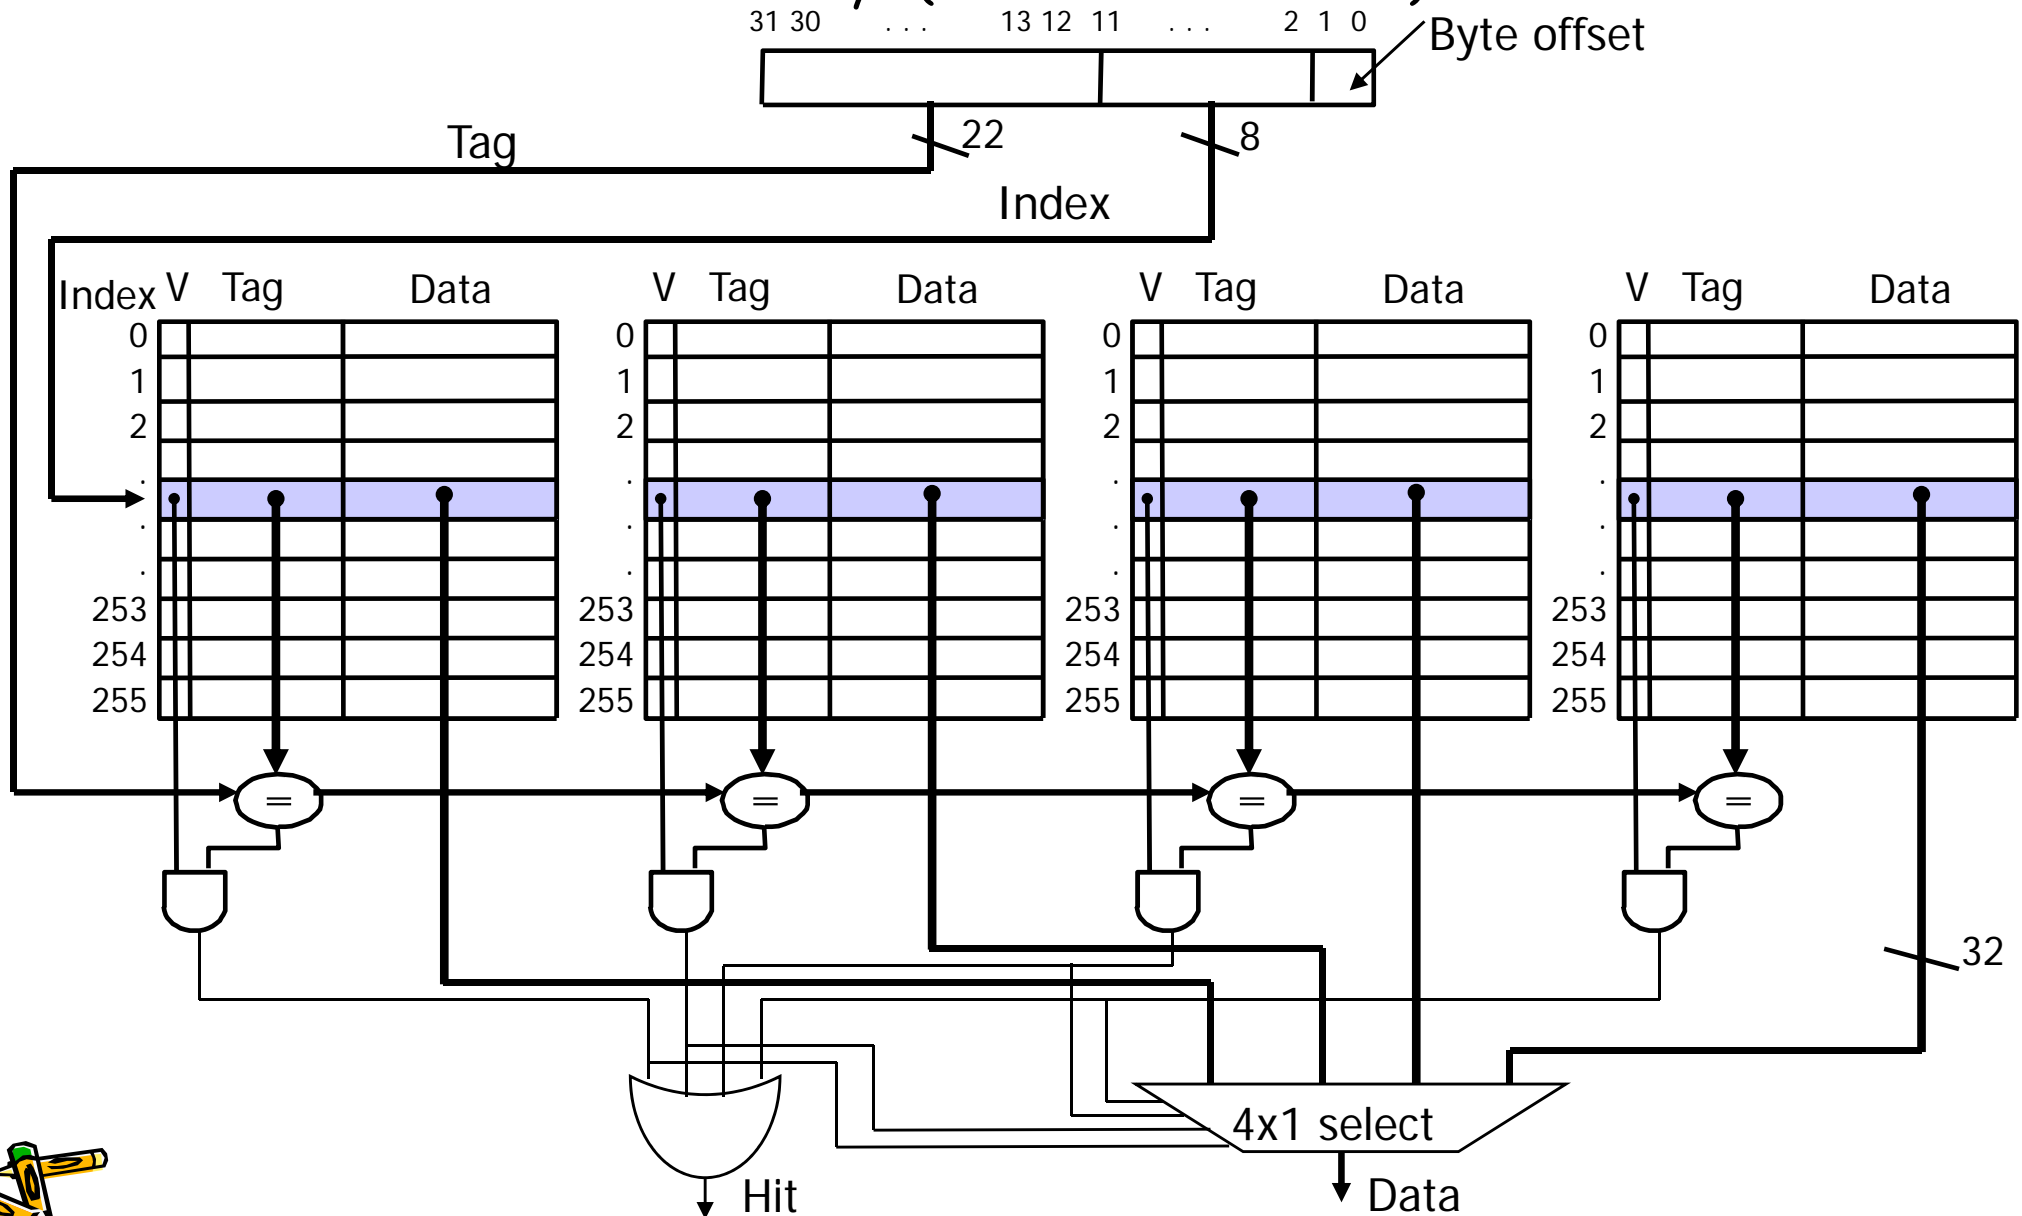 31 30 . . . 13 12 11 . . . 2 1 0
Byte offset
22
8
Tag
Index
Index V Tag Data V Tag Data V Tag Data V Tag Data
0 0 0 0
1 1 1 1
2 2 2 2
. . . .
. . . .
. . . .
253 253 253 253
254 254 254 254
255 255 255 255
= = = =
32
4x1 select
Hit
Data